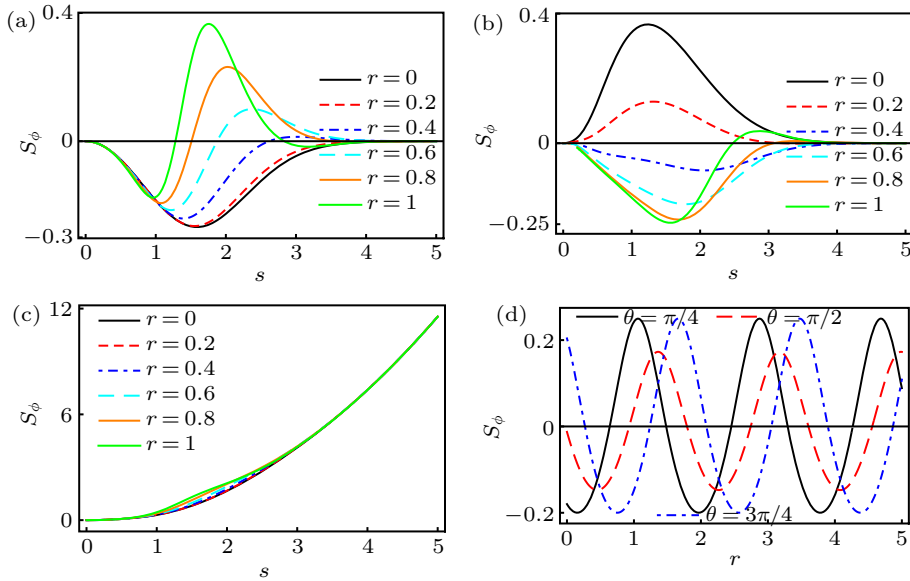 (a)
0.4
0
−0.3
S_ϕ
0 1 2 3 4 5
s
r = 0
r = 0.2
r = 0.4
r = 0.6
r = 0.8
r = 1
(b)
0.4
0
−0.25
S_ϕ
0 1 2 3 4 5
s
r = 0
r = 0.2
r = 0.4
r = 0.6
r = 0.8
r = 1
(c)
12
6
0
S_ϕ
0 1 2 3 4 5
s
r = 0
r = 0.2
r = 0.4
r = 0.6
r = 0.8
r = 1
(d)
θ = π/4 θ = π/2
0.2
0
−0.2
S_ϕ
θ = 3π/4
0 1 2 3 4 5
r